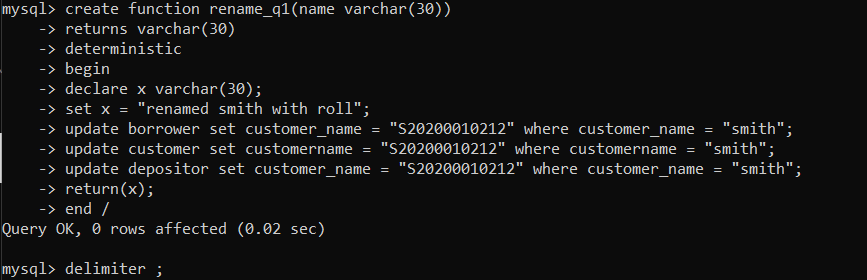 mysql> create function rename_q1(name varchar(30))
-> returns varchar(30)
-> deterministic
-> begin
-> declare x varchar(30);
-> set x = "renamed smith with roll";
-> update borrower set customer_name = "S20200010212" where customer_name = "smith";
-> update customer set customername = "S20200010212" where customername = "smith";
-> update depositor set customer_name = "S20200010212" where customer_name = "smith";
-> return(x);
-> end /
Query OK, 0 rows affected (0.02 sec)
mysql> delimiter ;